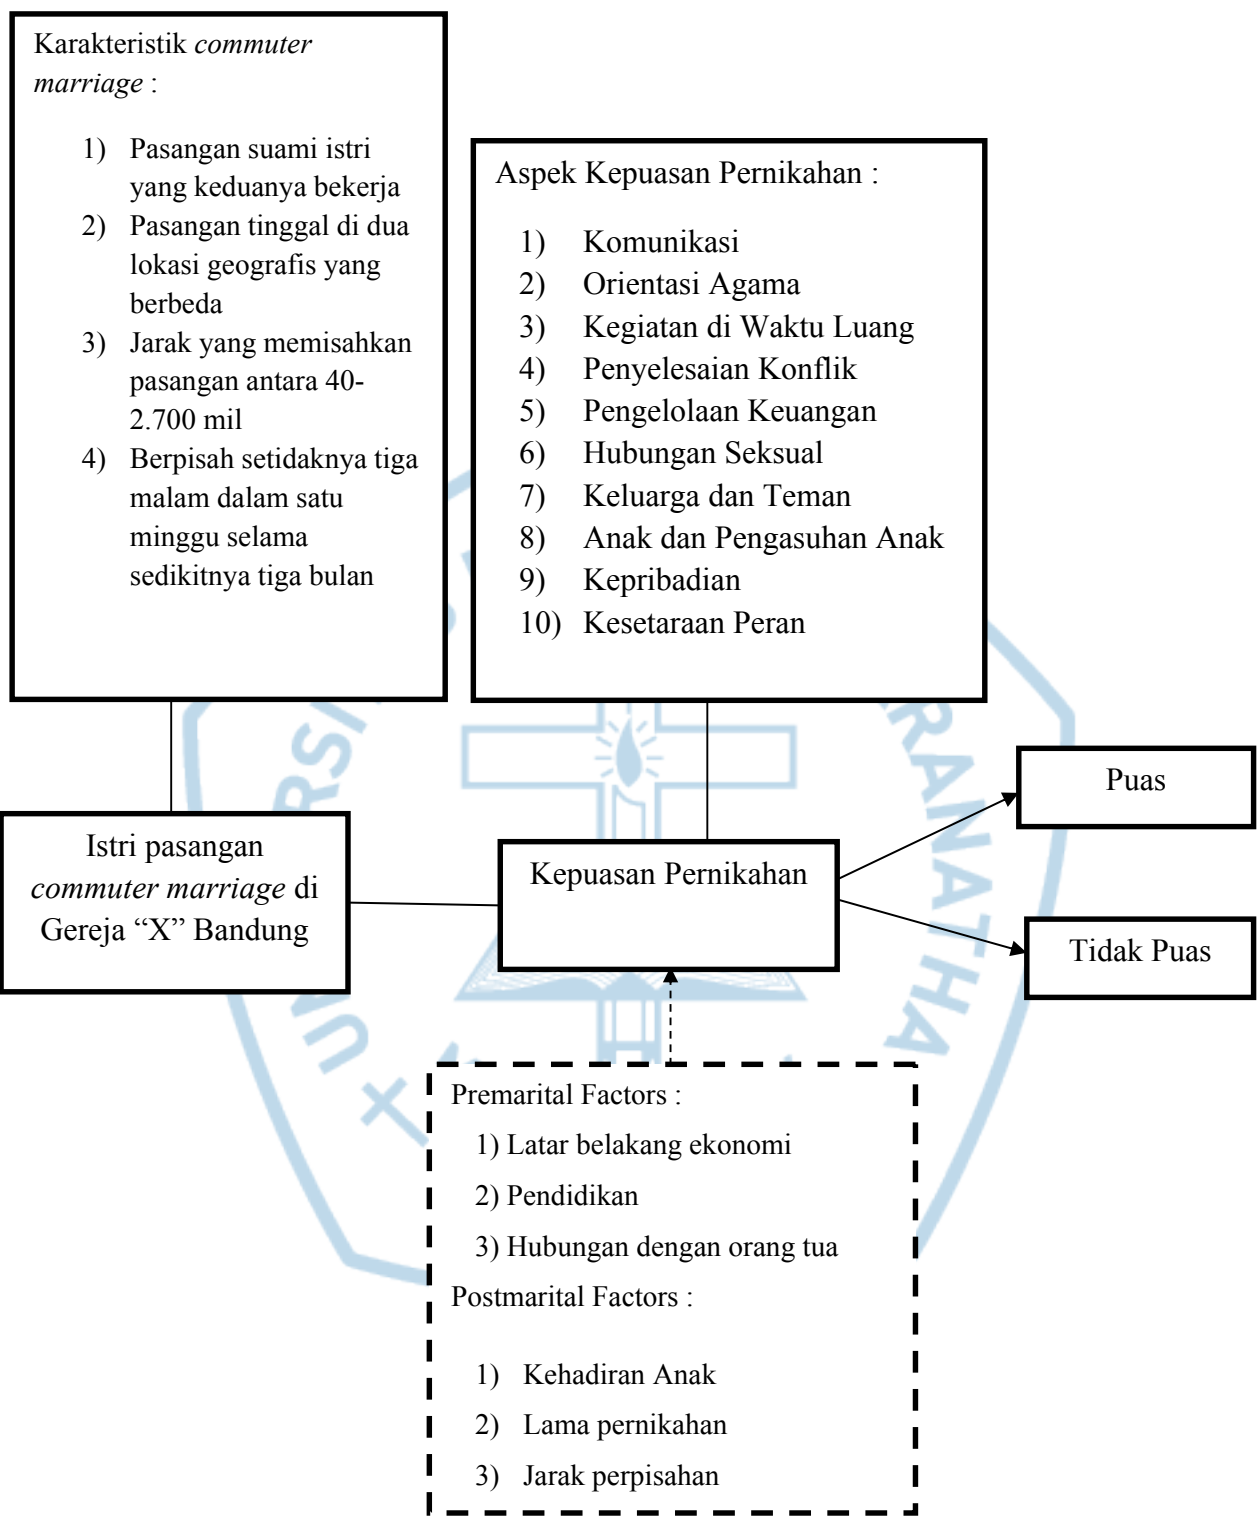 Karakteristik commuter
marriage :
1) Pasangan suami istri
yang keduanya bekerja
2) Pasangan tinggal di dua
lokasi geografis yang
berbeda
3) Jarak yang memisahkan
pasangan antara 40-
2.700 mil
4) Berpisah setidaknya tiga
malam dalam satu
minggu selama
sedikitnya tiga bulan
Aspek Kepuasan Pernikahan :
1) Komunikasi
2) Orientasi Agama
3) Kegiatan di Waktu Luang
4) Penyelesaian Konflik
5) Pengelolaan Keuangan
6) Hubungan Seksual
7) Keluarga dan Teman
8) Anak dan Pengasuhan Anak
9) Kepribadian
10) Kesetaraan Peran
Istri pasangan
commuter marriage di
Gereja “X” Bandung
Kepuasan Pernikahan
Puas
Tidak Puas
Premarital Factors :
1) Latar belakang ekonomi
2) Pendidikan
3) Hubungan dengan orang tua
Postmarital Factors :
1) Kehadiran Anak
2) Lama pernikahan
3) Jarak perpisahan